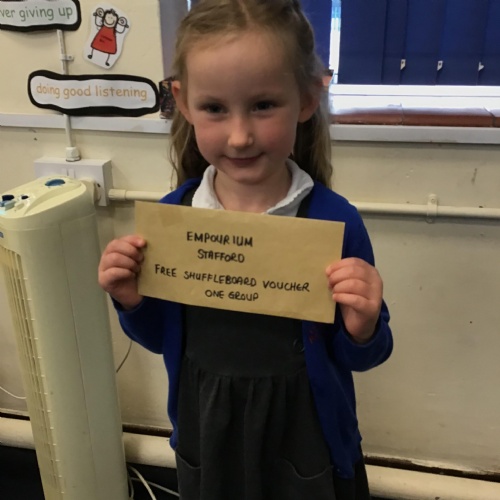 ver giving up
doing good listening
EMPOURIUM
STAFFORD
FREE SHUFFLEBOARD VOUCHER
ONE GROUP